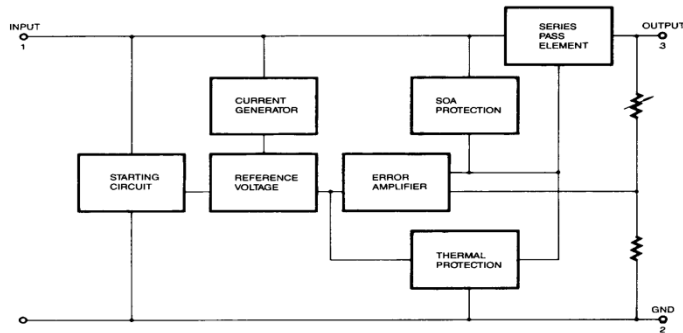 INPUT
1
SERIES
PASS
ELEMENT
OUTPUT
3
CURRENT
GENERATOR
SOA
PROTECTION
STARTING
CIRCUIT
REFERENCE
VOLTAGE
ERROR
AMPLIFIER
THERMAL
PROTECTION
GND
2